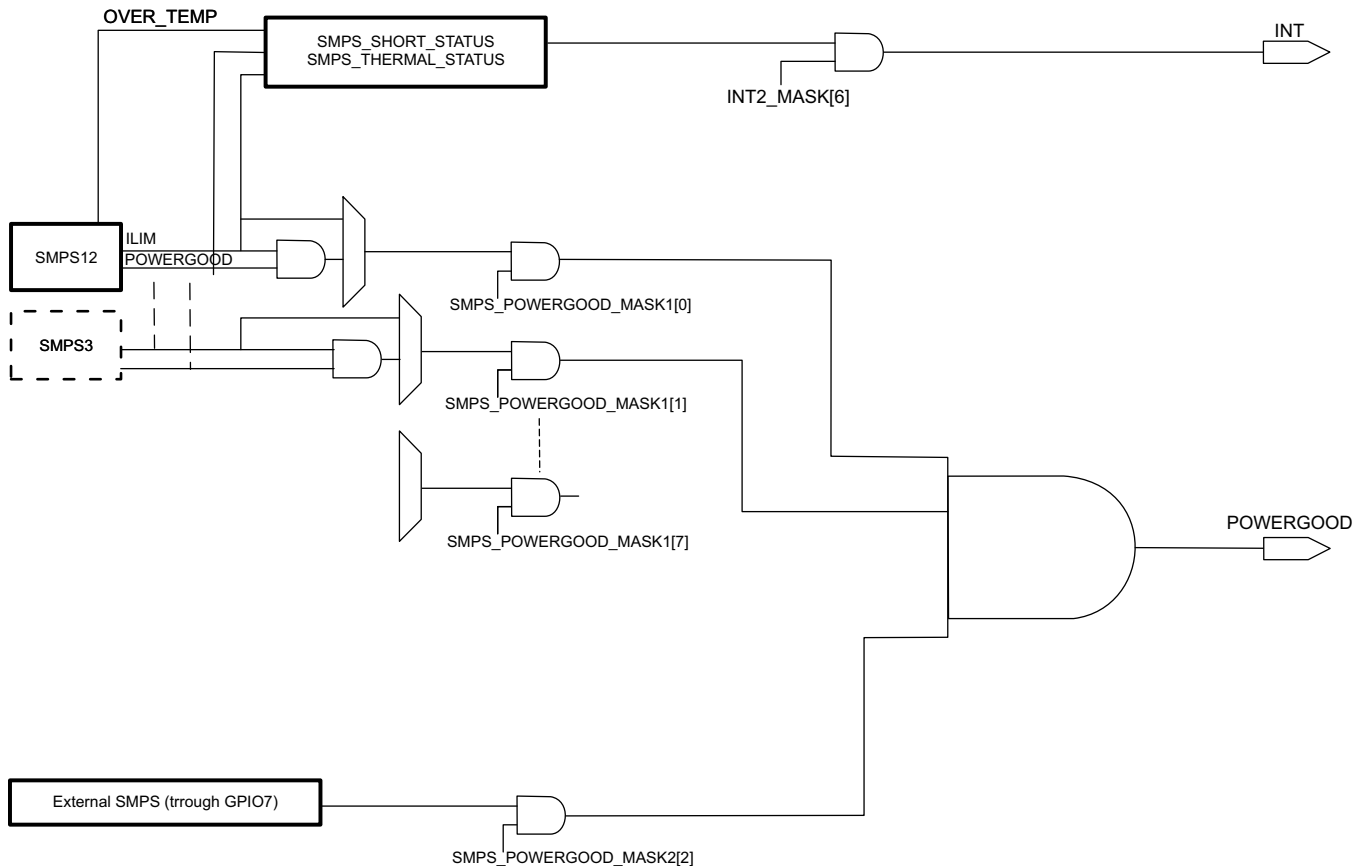 OVER_TEMP
SMPS_SHORT_STATUS
SMPS_THERMAL_STATUS
INT
INT2_MASK[6]
SMPS12
ILIM
POWERGOOD
SMPS_POWERGOOD_MASK1[0]
SMPS3
SMPS_POWERGOOD_MASK1[1]
SMPS_POWERGOOD_MASK1[7]
POWERGOOD
External SMPS (trrough GPIO7)
SMPS_POWERGOOD_MASK2[2]